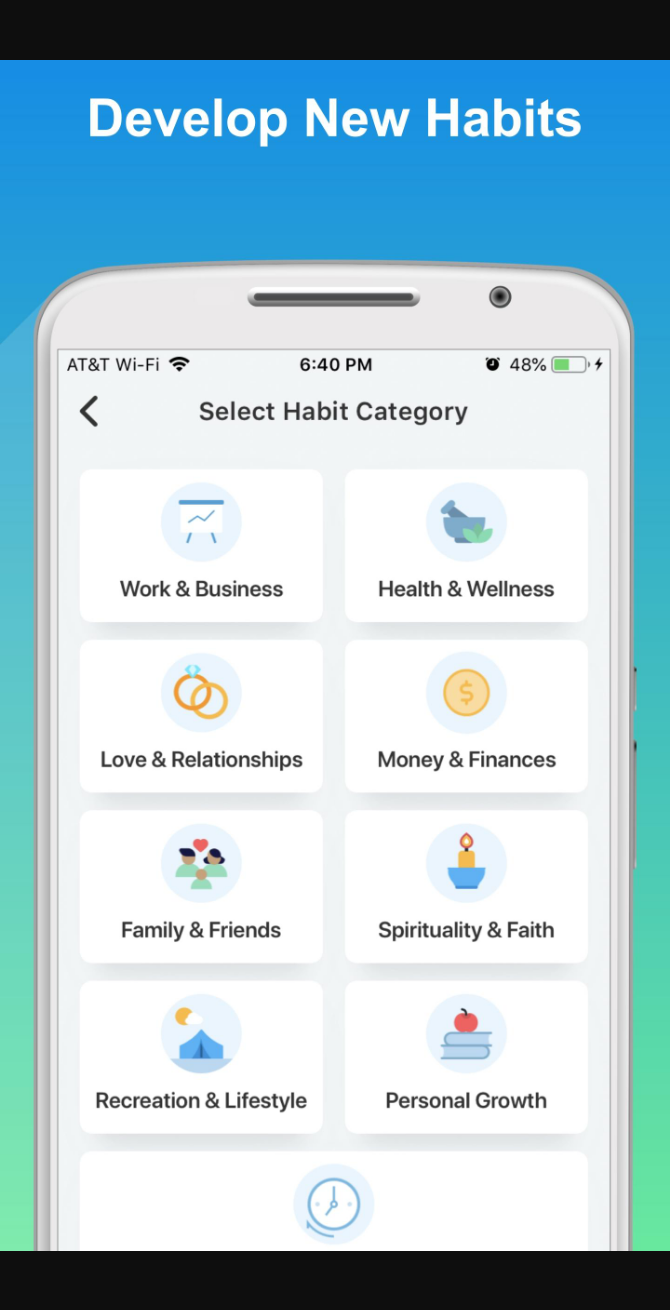 Develop New Habits
AT&T Wi-Fi 6:40 PM 48%
Select Habit Category
Work & Business
Health & Wellness
Love & Relationships
Money & Finances
$
Family & Friends
Spirituality & Faith
Recreation & Lifestyle
Personal Growth